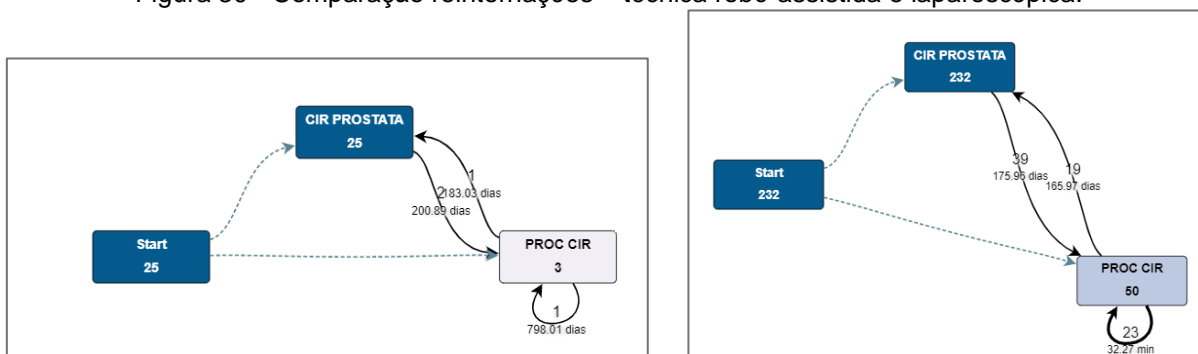 Figura 36 - Comparação reinternações – técnica robô-assistida e laparoscópica.
CIR PROSTATA
25
Start
25
1
183.03 dias
2
200.89 dias
PROC CIR
3
1
798.01 dias
CIR PROSTATA
232
Start
232
39
175.96 dias
19
165.97 dias
PROC CIR
50
23
32.27 min